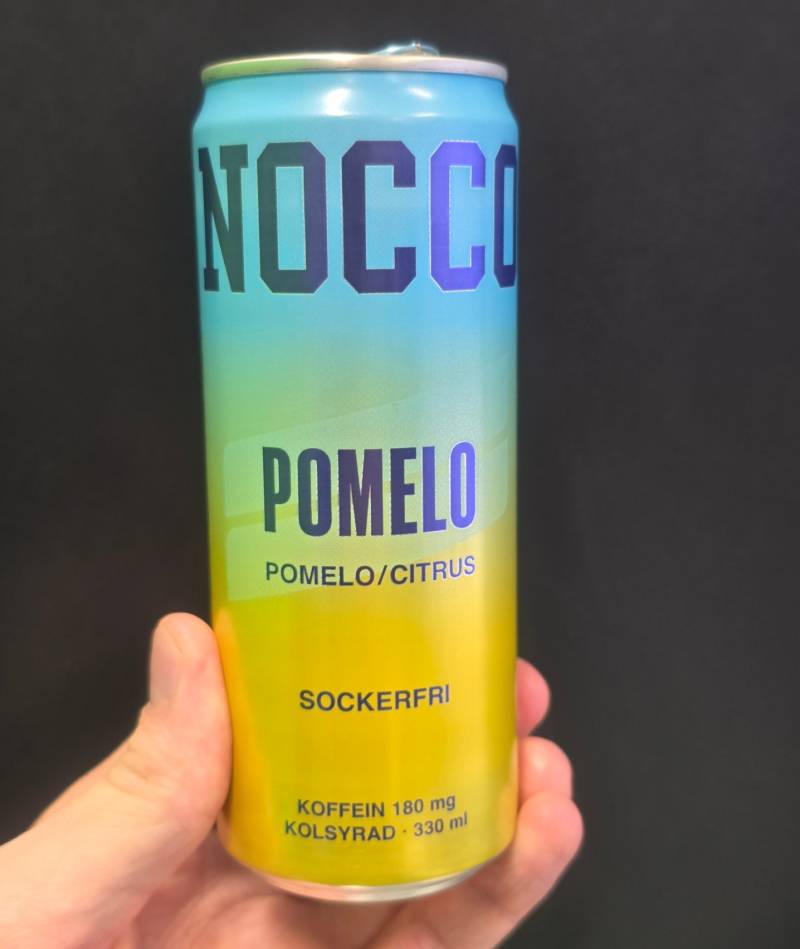 NOCCO
POMELO
POMELO/CITRUS
SOCKERFRI
KOFFEIN 180 mg
KOLSYRAD · 330 ml